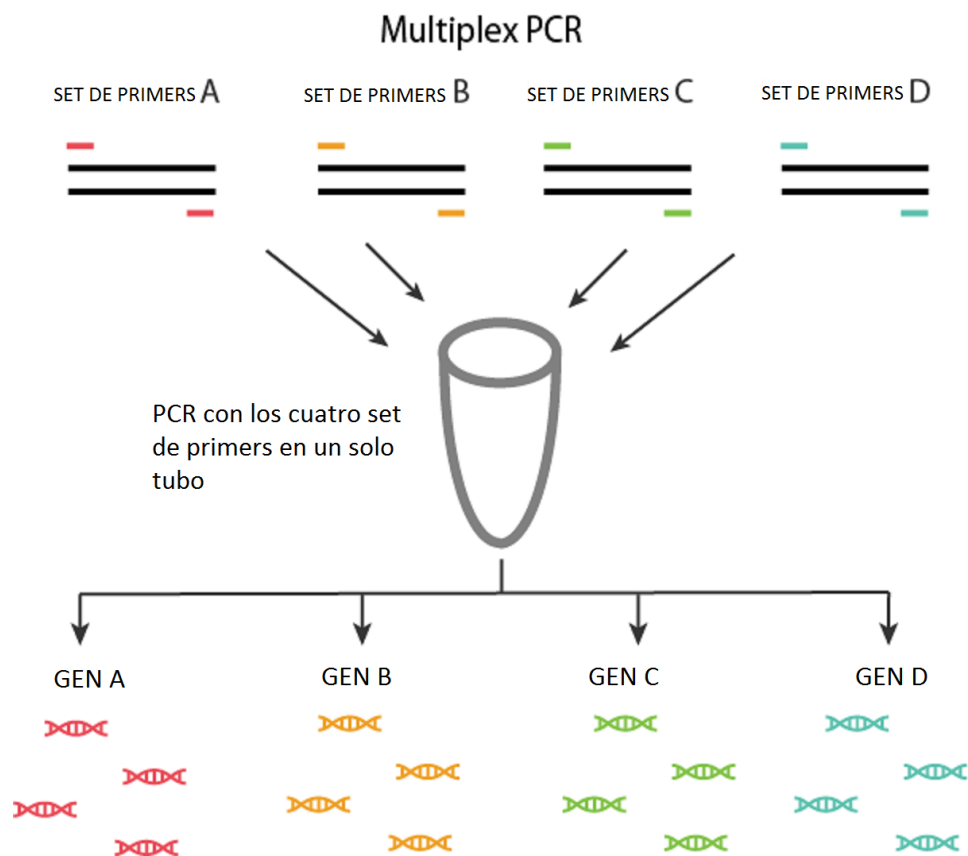 Multiplex PCR
SET DE PRIMERS A
SET DE PRIMERS B
SET DE PRIMERS C
SET DE PRIMERS D
PCR con los cuatro set
de primers en un solo
tubo
GEN A
GEN B
GEN C
GEN D